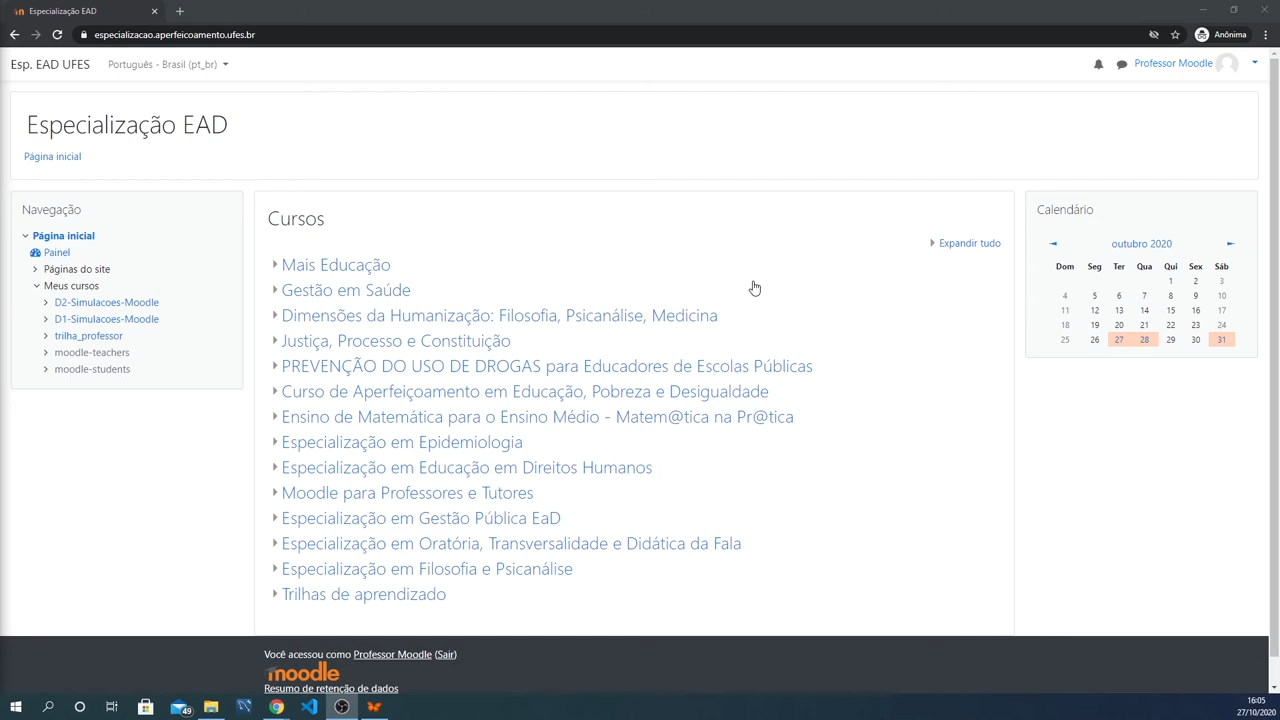 Especialização EAD
especializacao.aperfeicoamento.ufes.br
Anônima
Esp. EAD UFES
Português - Brasil (pt_br)
Professor Moodle
Especialização EAD
Página inicial
Navegação
Página inicial
Painel
Páginas do site
Meus cursos
D2-Simulacoes-Moodle
D1-Simulacoes-Moodle
trilha_professor
moodle-teachers
moodle-students
Cursos
Expandir tudo
Mais Educação
Gestão em Saúde
Dimensões da Humanização: Filosofia, Psicanálise, Medicina
Justiça, Processo e Constituição
PREVENÇÃO DO USO DE DROGAS para Educadores de Escolas Públicas
Curso de Aperfeiçoamento em Educação, Pobreza e Desigualdade
Ensino de Matemática para o Ensino Médio - Matem@tica na Pr@tica
Especialização em Epidemiologia
Especialização em Educação em Direitos Humanos
Moodle para Professores e Tutores
Especialização em Gestão Pública EaD
Especialização em Oratória, Transversalidade e Didática da Fala
Especialização em Filosofia e Psicanálise
Trilhas de aprendizado
Calendário
outubro 2020
Dom Seg Ter Qua Qui Sex Sáb
1 2 3
4 5 6 7 8 9 10
11 12 13 14 15 16 17
18 19 20 21 22 23 24
25 26 27 28 29 30 31
Você acessou como Professor Moodle (Sair)
moodle
Resumo de retenção de dados
49
16:05
27/10/2020